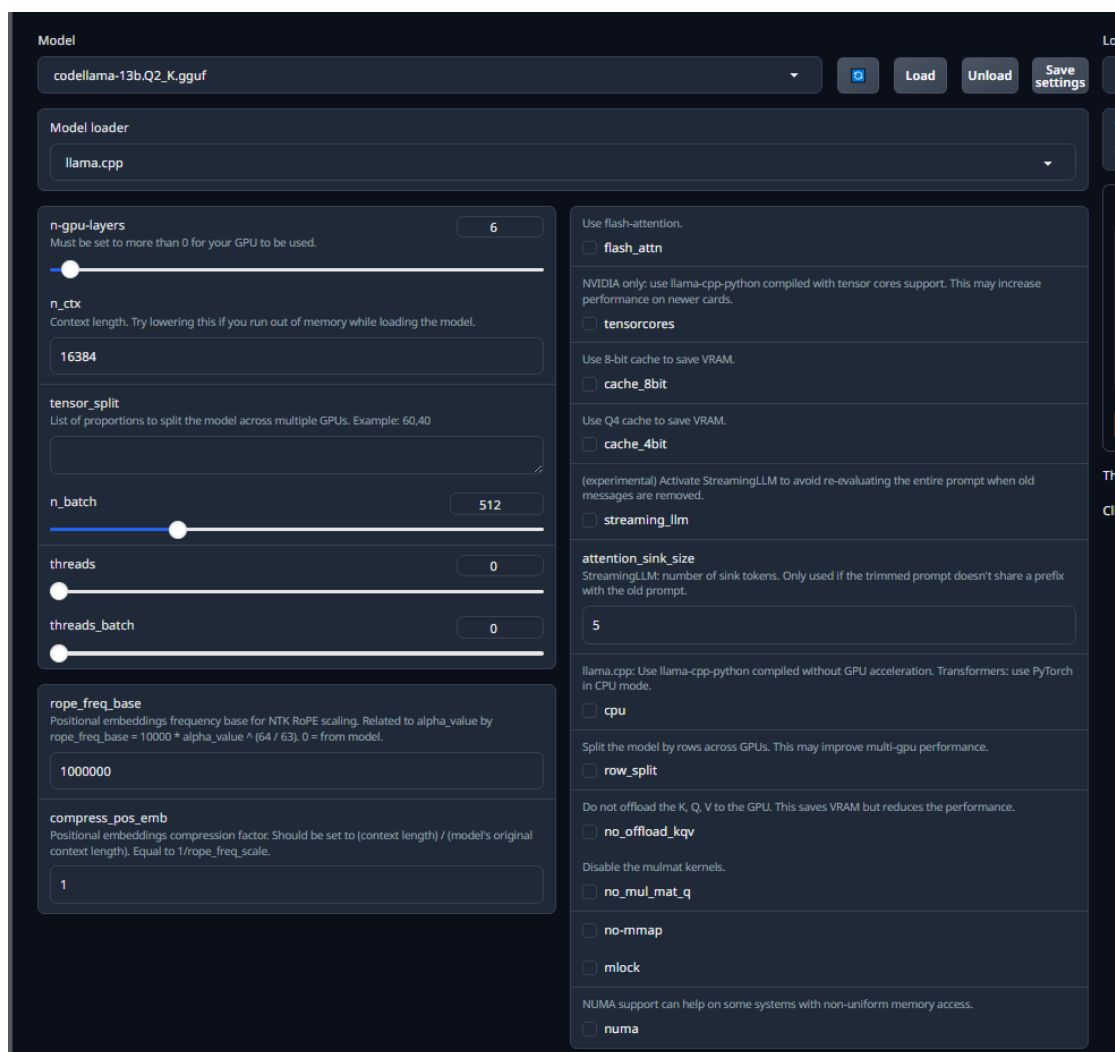 Model
codellama-13b.Q2_K.gguf
Load
Unload
Save
settings
Model loader
llama.cpp
n-gpu-layers
6
Must be set to more than 0 for your GPU to be used.
n_ctx
Context length. Try lowering this if you run out of memory while loading the model.
16384
tensor_split
List of proportions to split the model across multiple GPUs. Example: 60,40
n_batch
512
threads
0
threads_batch
0
rope_freq_base
Positional embeddings frequency base for NTK RoPE scaling. Related to alpha_value by
rope_freq_base = 10000 * alpha_value ^ (64 / 63). 0 = from model.
1000000
compress_pos_emb
Positional embeddings compression factor. Should be set to (context length) / (model's original
context length). Equal to 1/rope_freq_scale.
1
Use flash-attention.
flash_attn
NVIDIA only: use llama-cpp-python compiled with tensor cores support. This may increase
performance on newer cards.
tensorcores
Use 8-bit cache to save VRAM.
cache_8bit
Use Q4 cache to save VRAM.
cache_4bit
(experimental) Activate StreamingLLM to avoid re-evaluating the entire prompt when old
messages are removed.
streaming_llm
attention_sink_size
StreamingLLM: number of sink tokens. Only used if the trimmed prompt doesn't share a prefix
with the old prompt.
5
llama.cpp: Use llama-cpp-python compiled without GPU acceleration. Transformers: use PyTorch
in CPU mode.
cpu
Split the model by rows across GPUs. This may improve multi-gpu performance.
row_split
Do not offload the K, Q, V to the GPU. This saves VRAM but reduces the performance.
no_offload_kqv
Disable the mulmat kernels.
no_mul_mat_q
no-mmap
mlock
NUMA support can help on some systems with non-uniform memory access.
numa